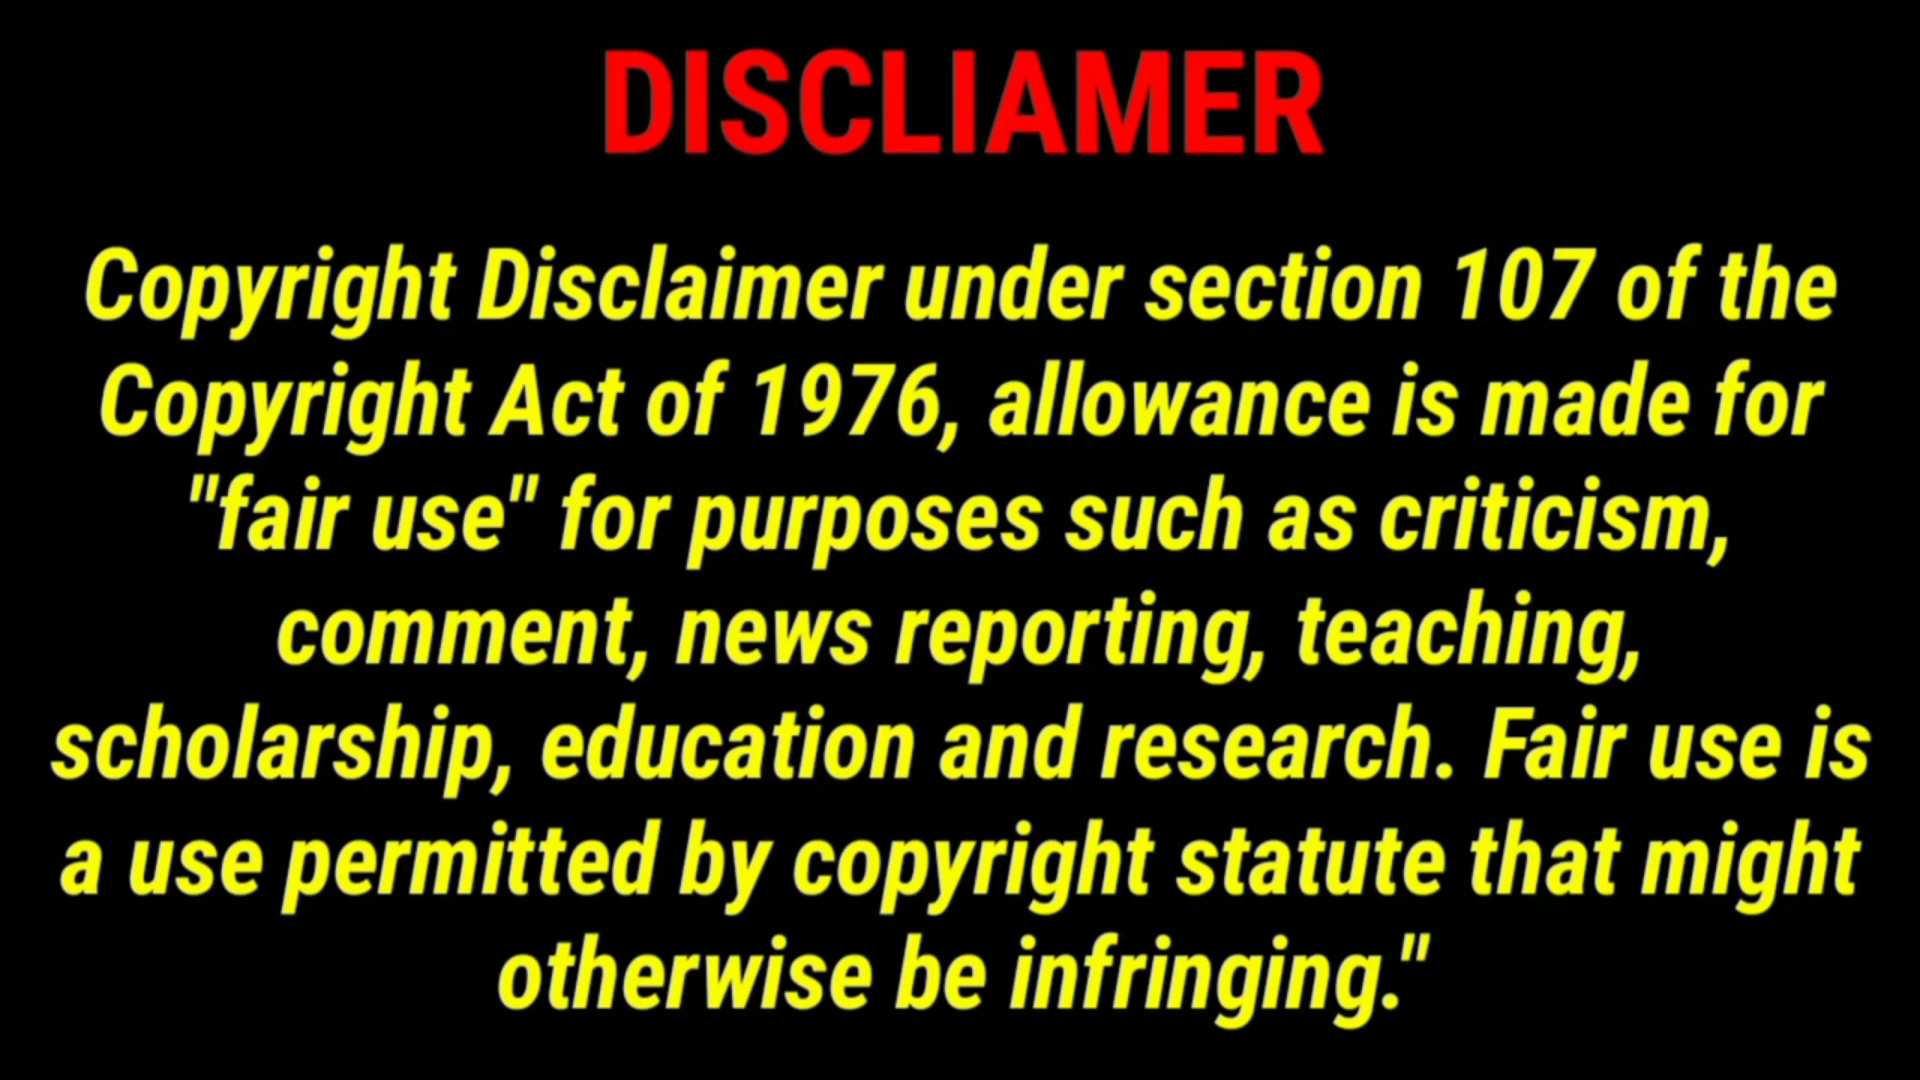 DISCLIAMER
Copyright Disclaimer under section 107 of the
Copyright Act of 1976, allowance is made for
"fair use" for purposes such as criticism,
comment, news reporting, teaching,
scholarship, education and research. Fair use is
a use permitted by copyright statute that might
otherwise be infringing."